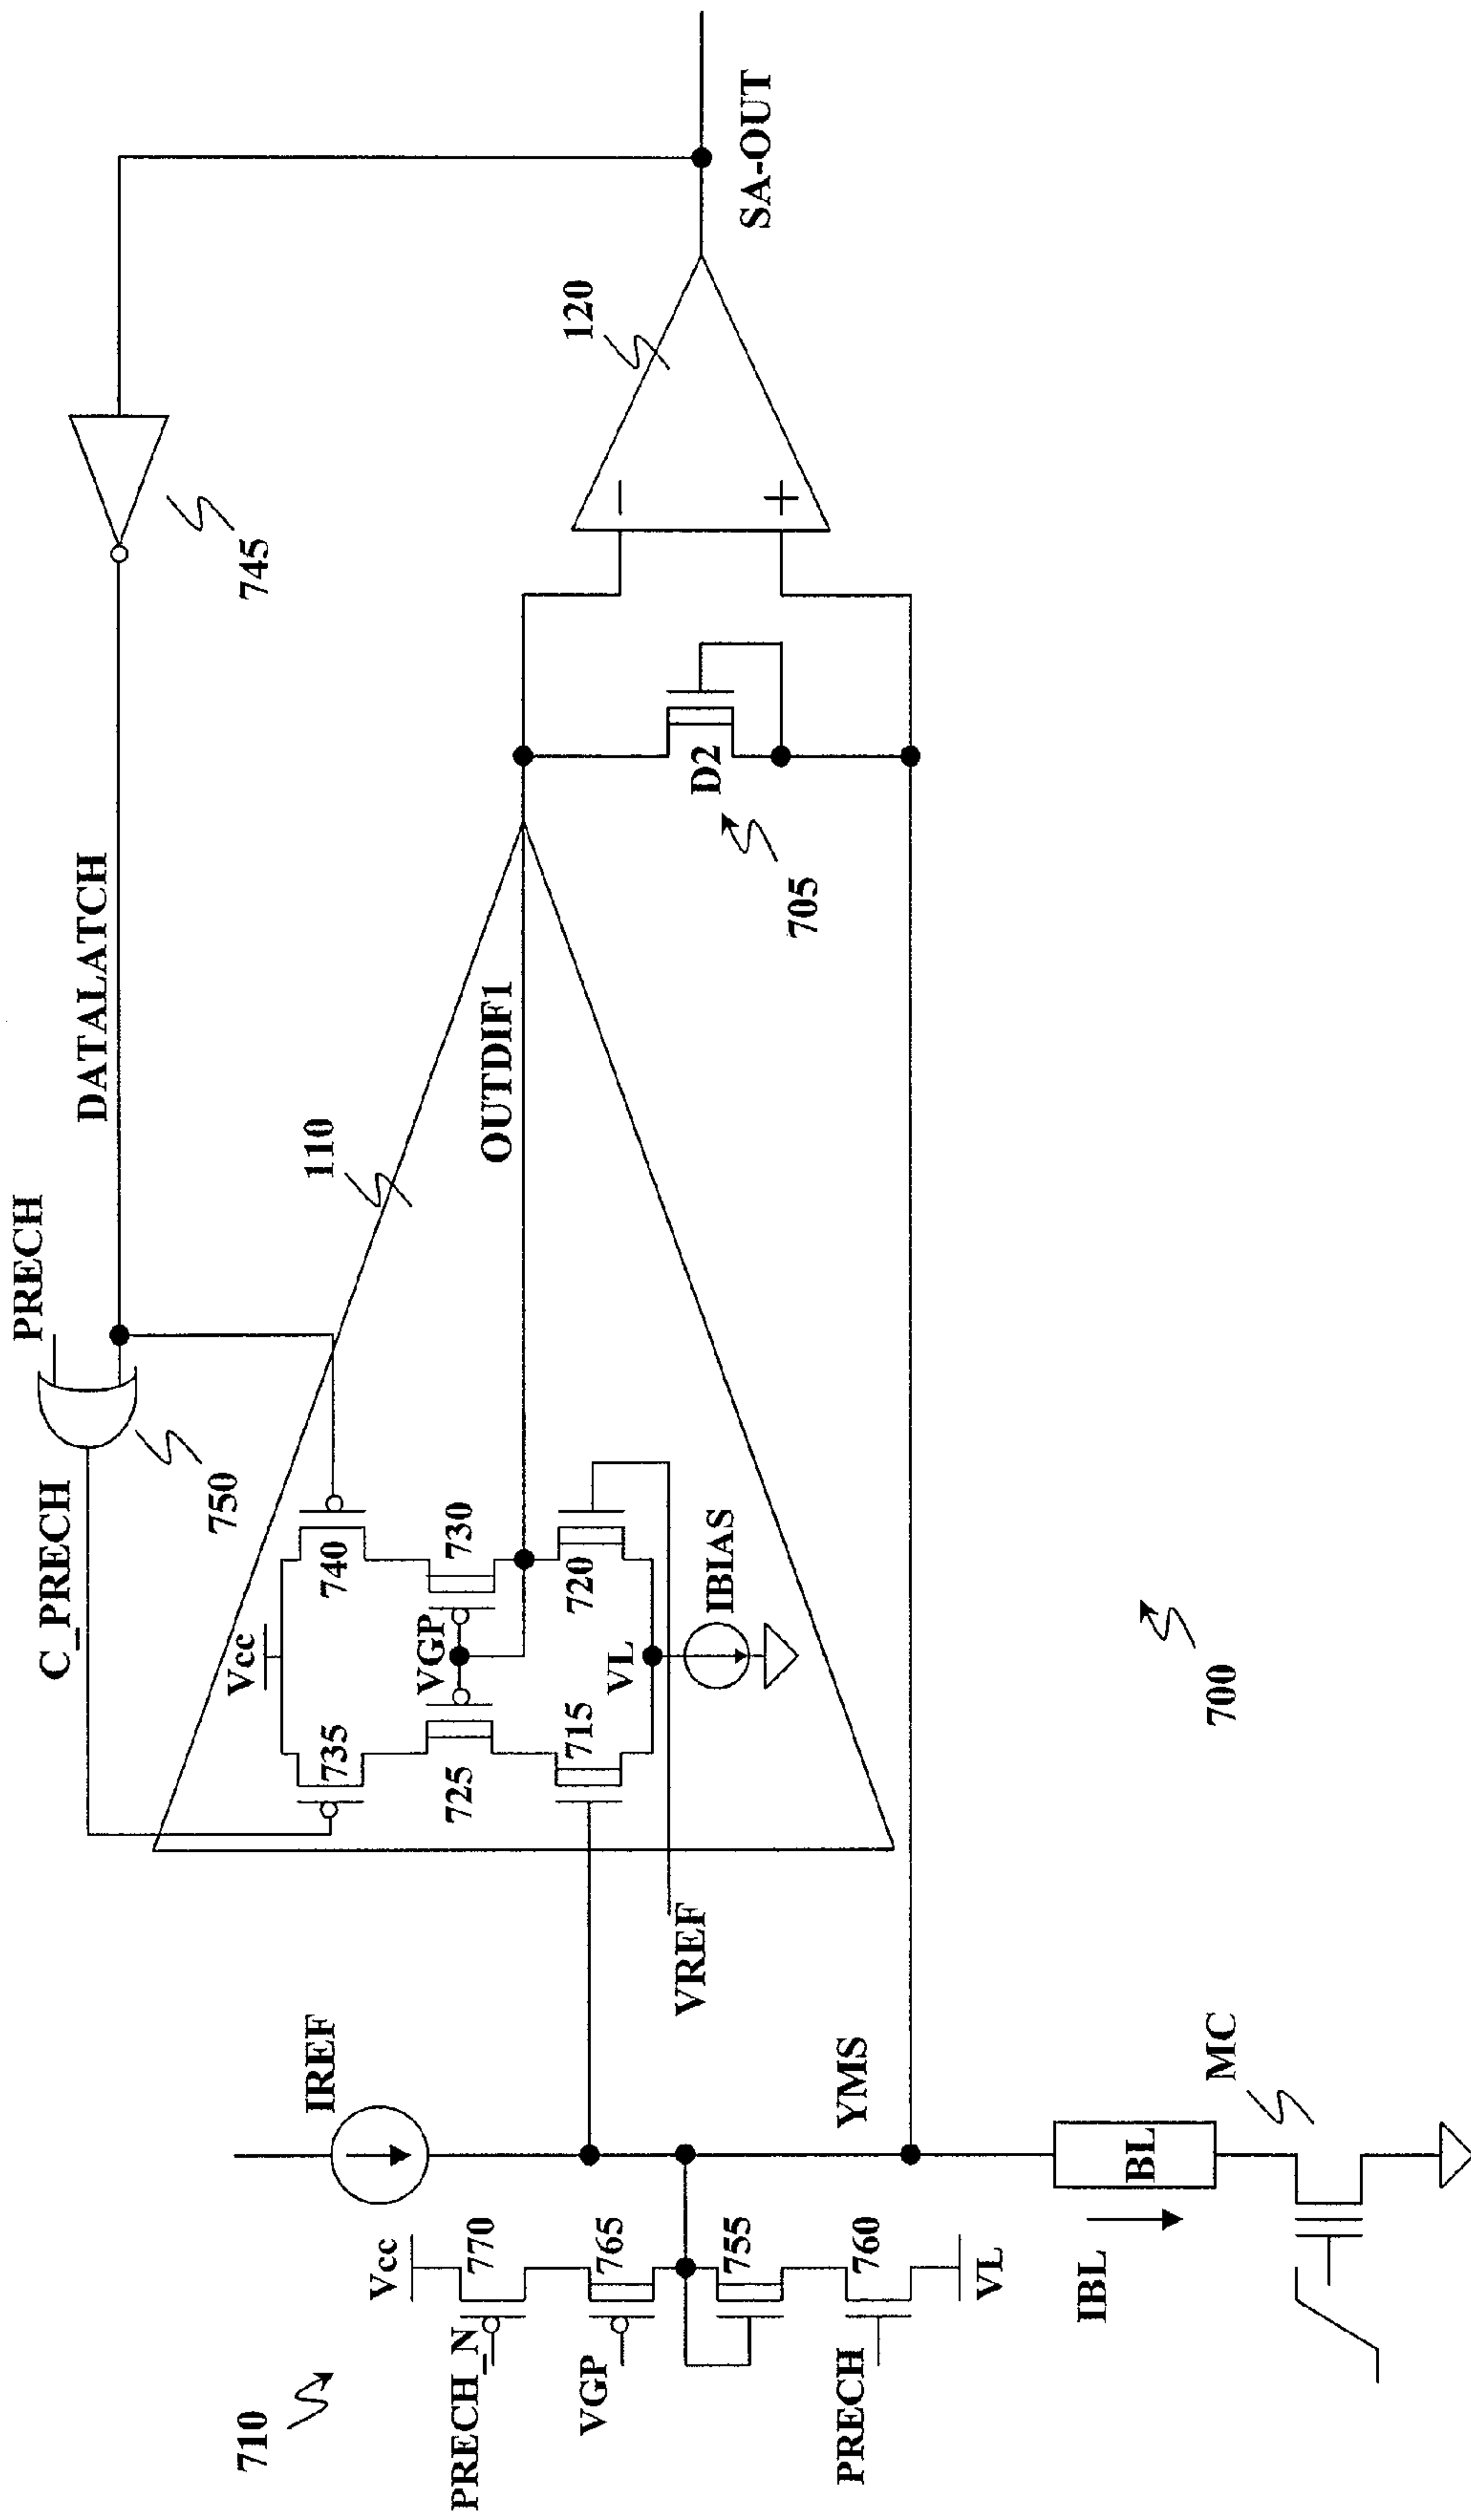 C_PRECH
PRECH
DATALATCH
745
750
110
120
SA-OUT
OUTDIF1
D2
705
Vcc
735
740
VGP
725
730
715
720
VL
IBIAS
VREF
IREF
YMS
710
Vcc
PRECH_N
770
VGP
765
755
PRECH
760
VL
IBL
BL
MC
700
-
+